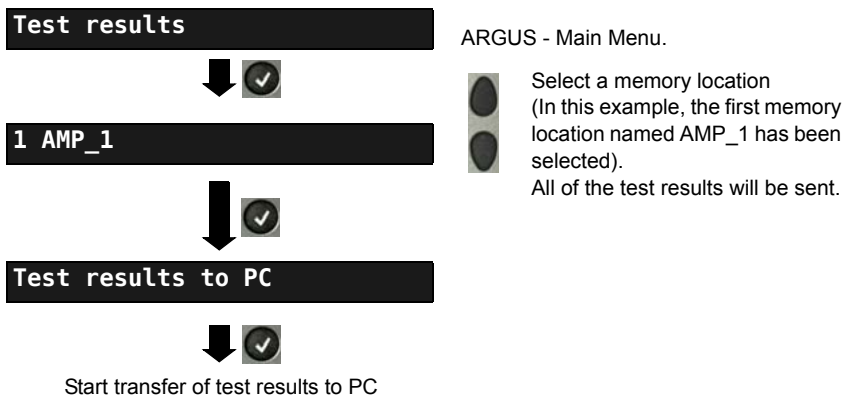 Test results
ARGUS - Main Menu.
Select a memory location
(In this example, the first memory
location named AMP_1 has been
selected).
All of the test results will be sent.
1 AMP_1
Test results to PC
Start transfer of test results to PC